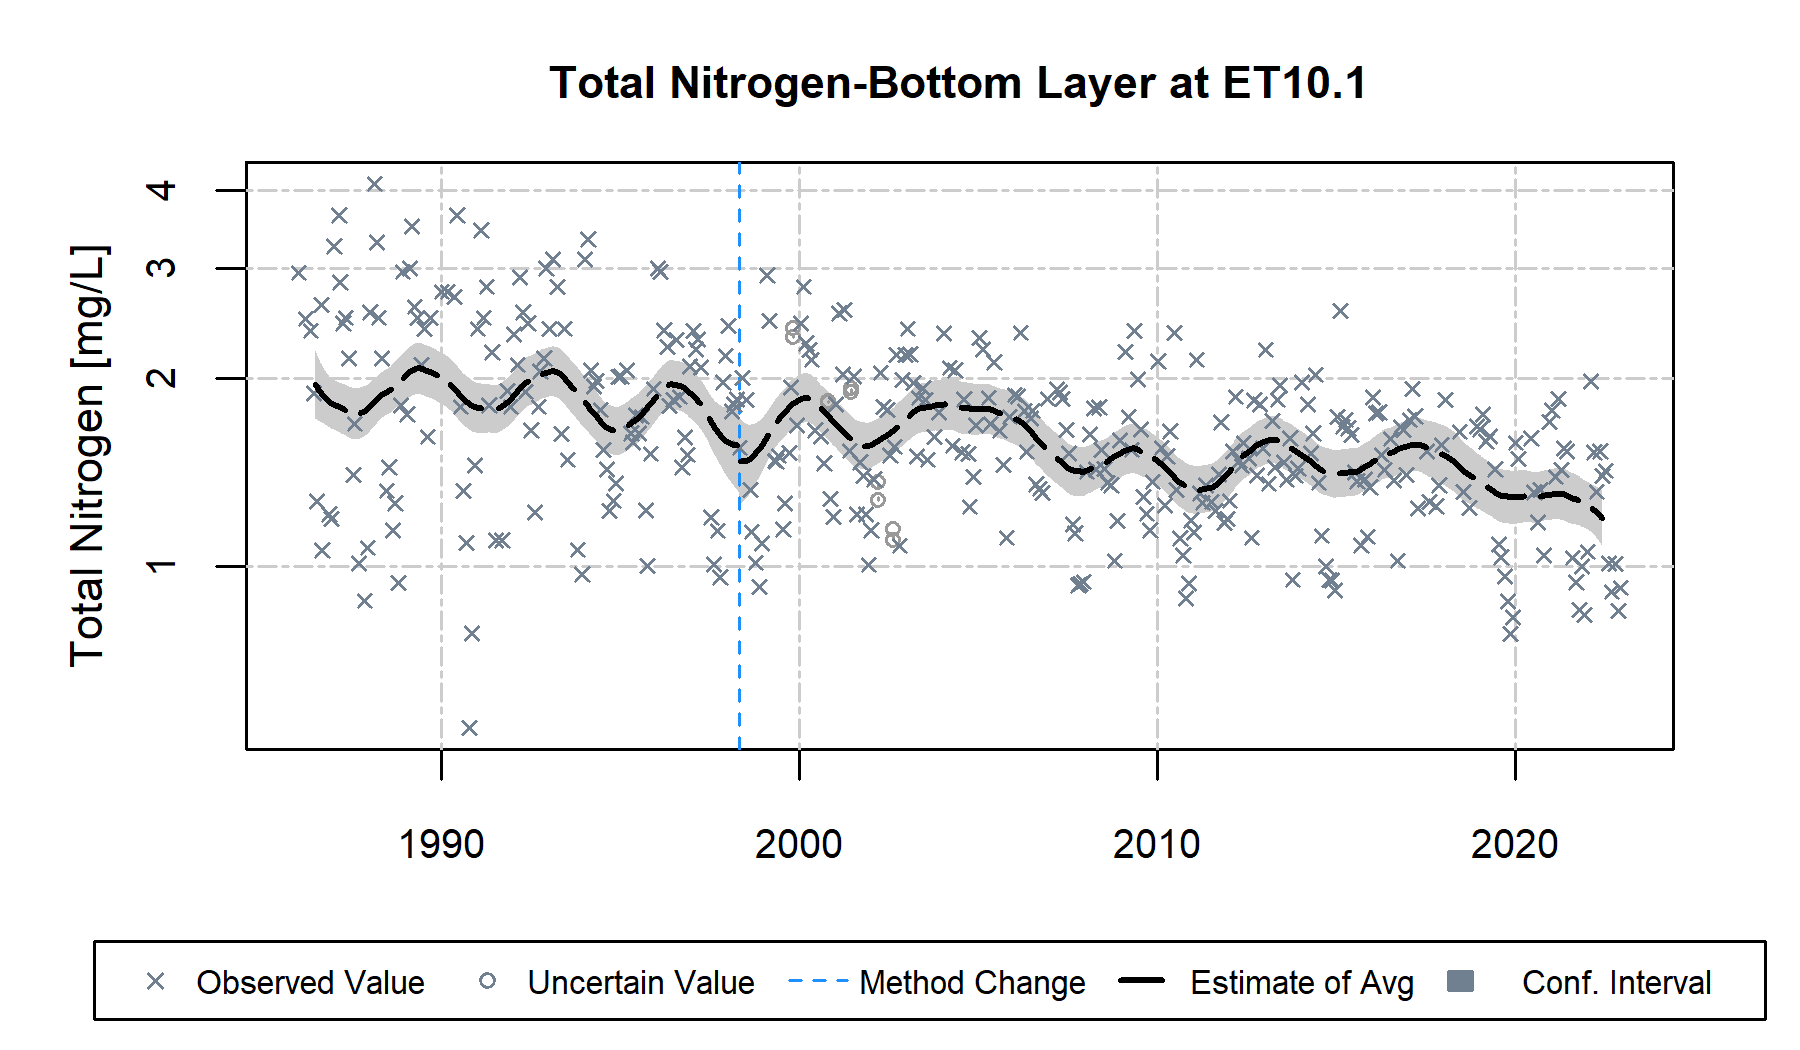 Total Nitrogen-Bottom Layer at ET10.1
Total Nitrogen [mg/L]
4
3
2
1
1990 2000 2010 2020
Observed Value Uncertain Value Method Change Estimate of Avg Conf. Interval